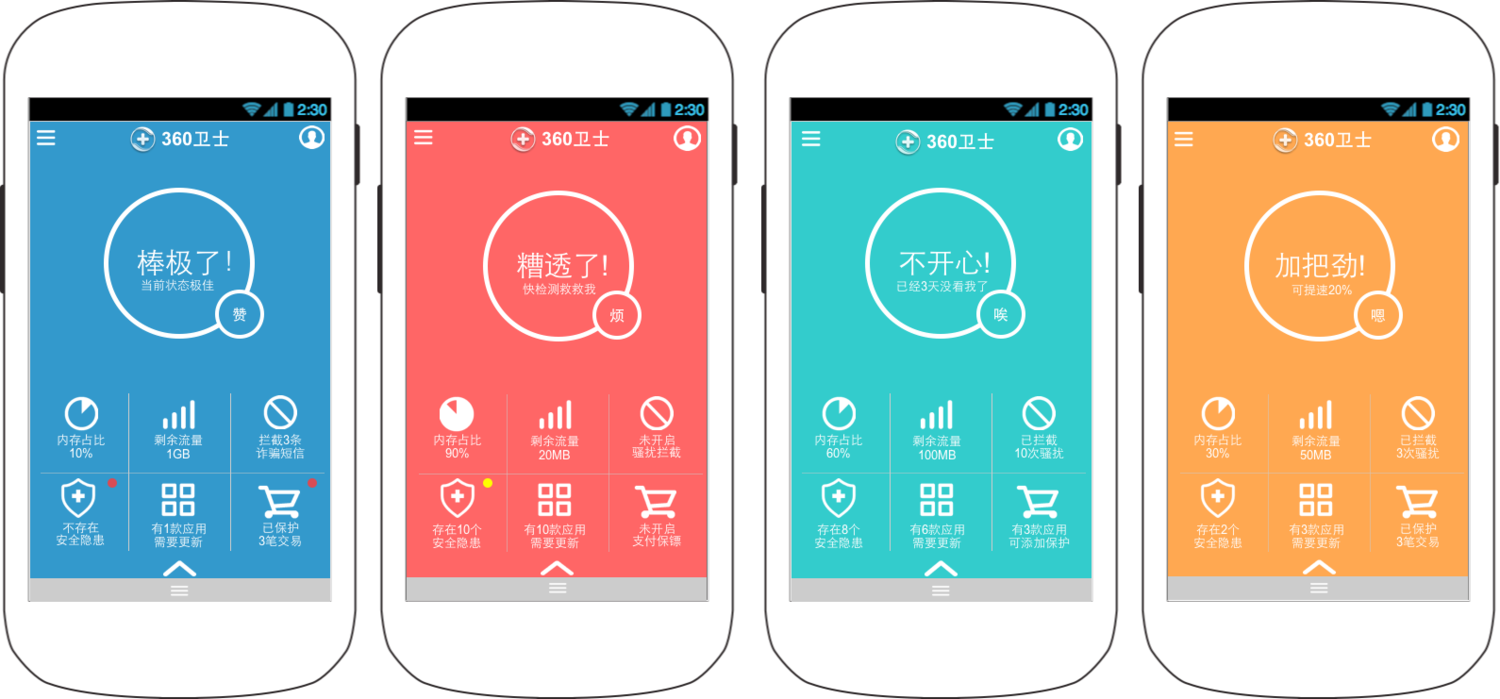 2:30
360卫士
棒极了!
当前状态极佳
赞
内存占比
10%
剩余流量
1GB
拦截3条
诈骗短信
不存在
安全隐患
有1款应用
需要更新
已保护
3笔交易
2:30
360卫士
糟透了!
快检测救救我
烦
内存占比
90%
剩余流量
20MB
未开启
骚扰拦截
存在10个
安全隐患
有10款应用
需要更新
未开启
支付保镖
2:30
360卫士
不开心!
已经3天没看我了
唉
内存占比
60%
剩余流量
100MB
已拦截
10次骚扰
存在8个
安全隐患
有6款应用
需要更新
有3款应用
可添加保护
2:30
360卫士
加把劲!
可提速20%
嗯
内存占比
30%
剩余流量
50MB
已拦截
3次骚扰
存在2个
安全隐患
有3款应用
需要更新
已保护
3笔交易